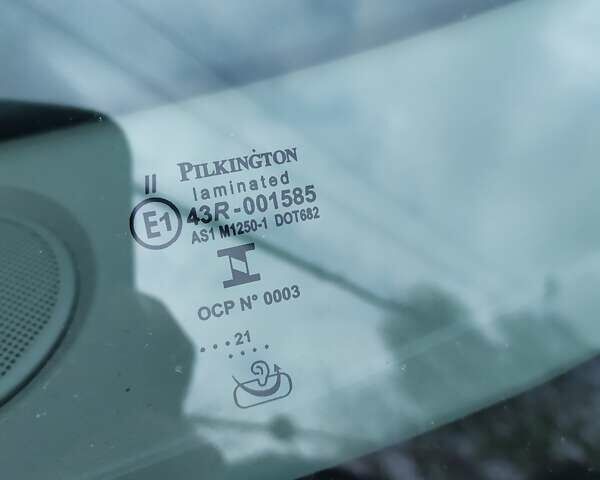 PILKINGTON
II laminated
E1 43R-001585
AS1 M1250-1 DOT682
OCP N° 0003
...21
.....